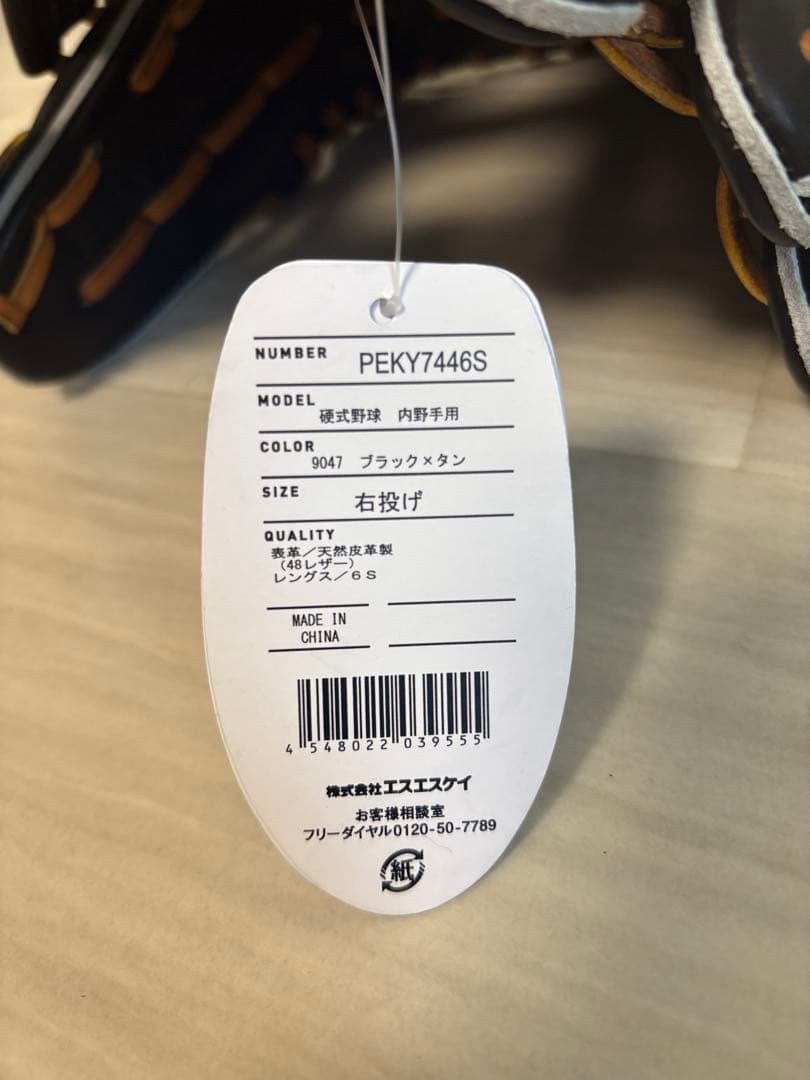 NUMBER PEKY7446S
MODEL 硬式野球 内野手用
COLOR 9047 ブラック×タン
SIZE 右投げ
QUALITY
表革/天然皮革製
(48レザー)
レングス/6S
MADE IN
CHINA
4 548022 039555
株式会社エスエスケイ
お客様相談室
フリーダイヤル0120-50-7789
紙